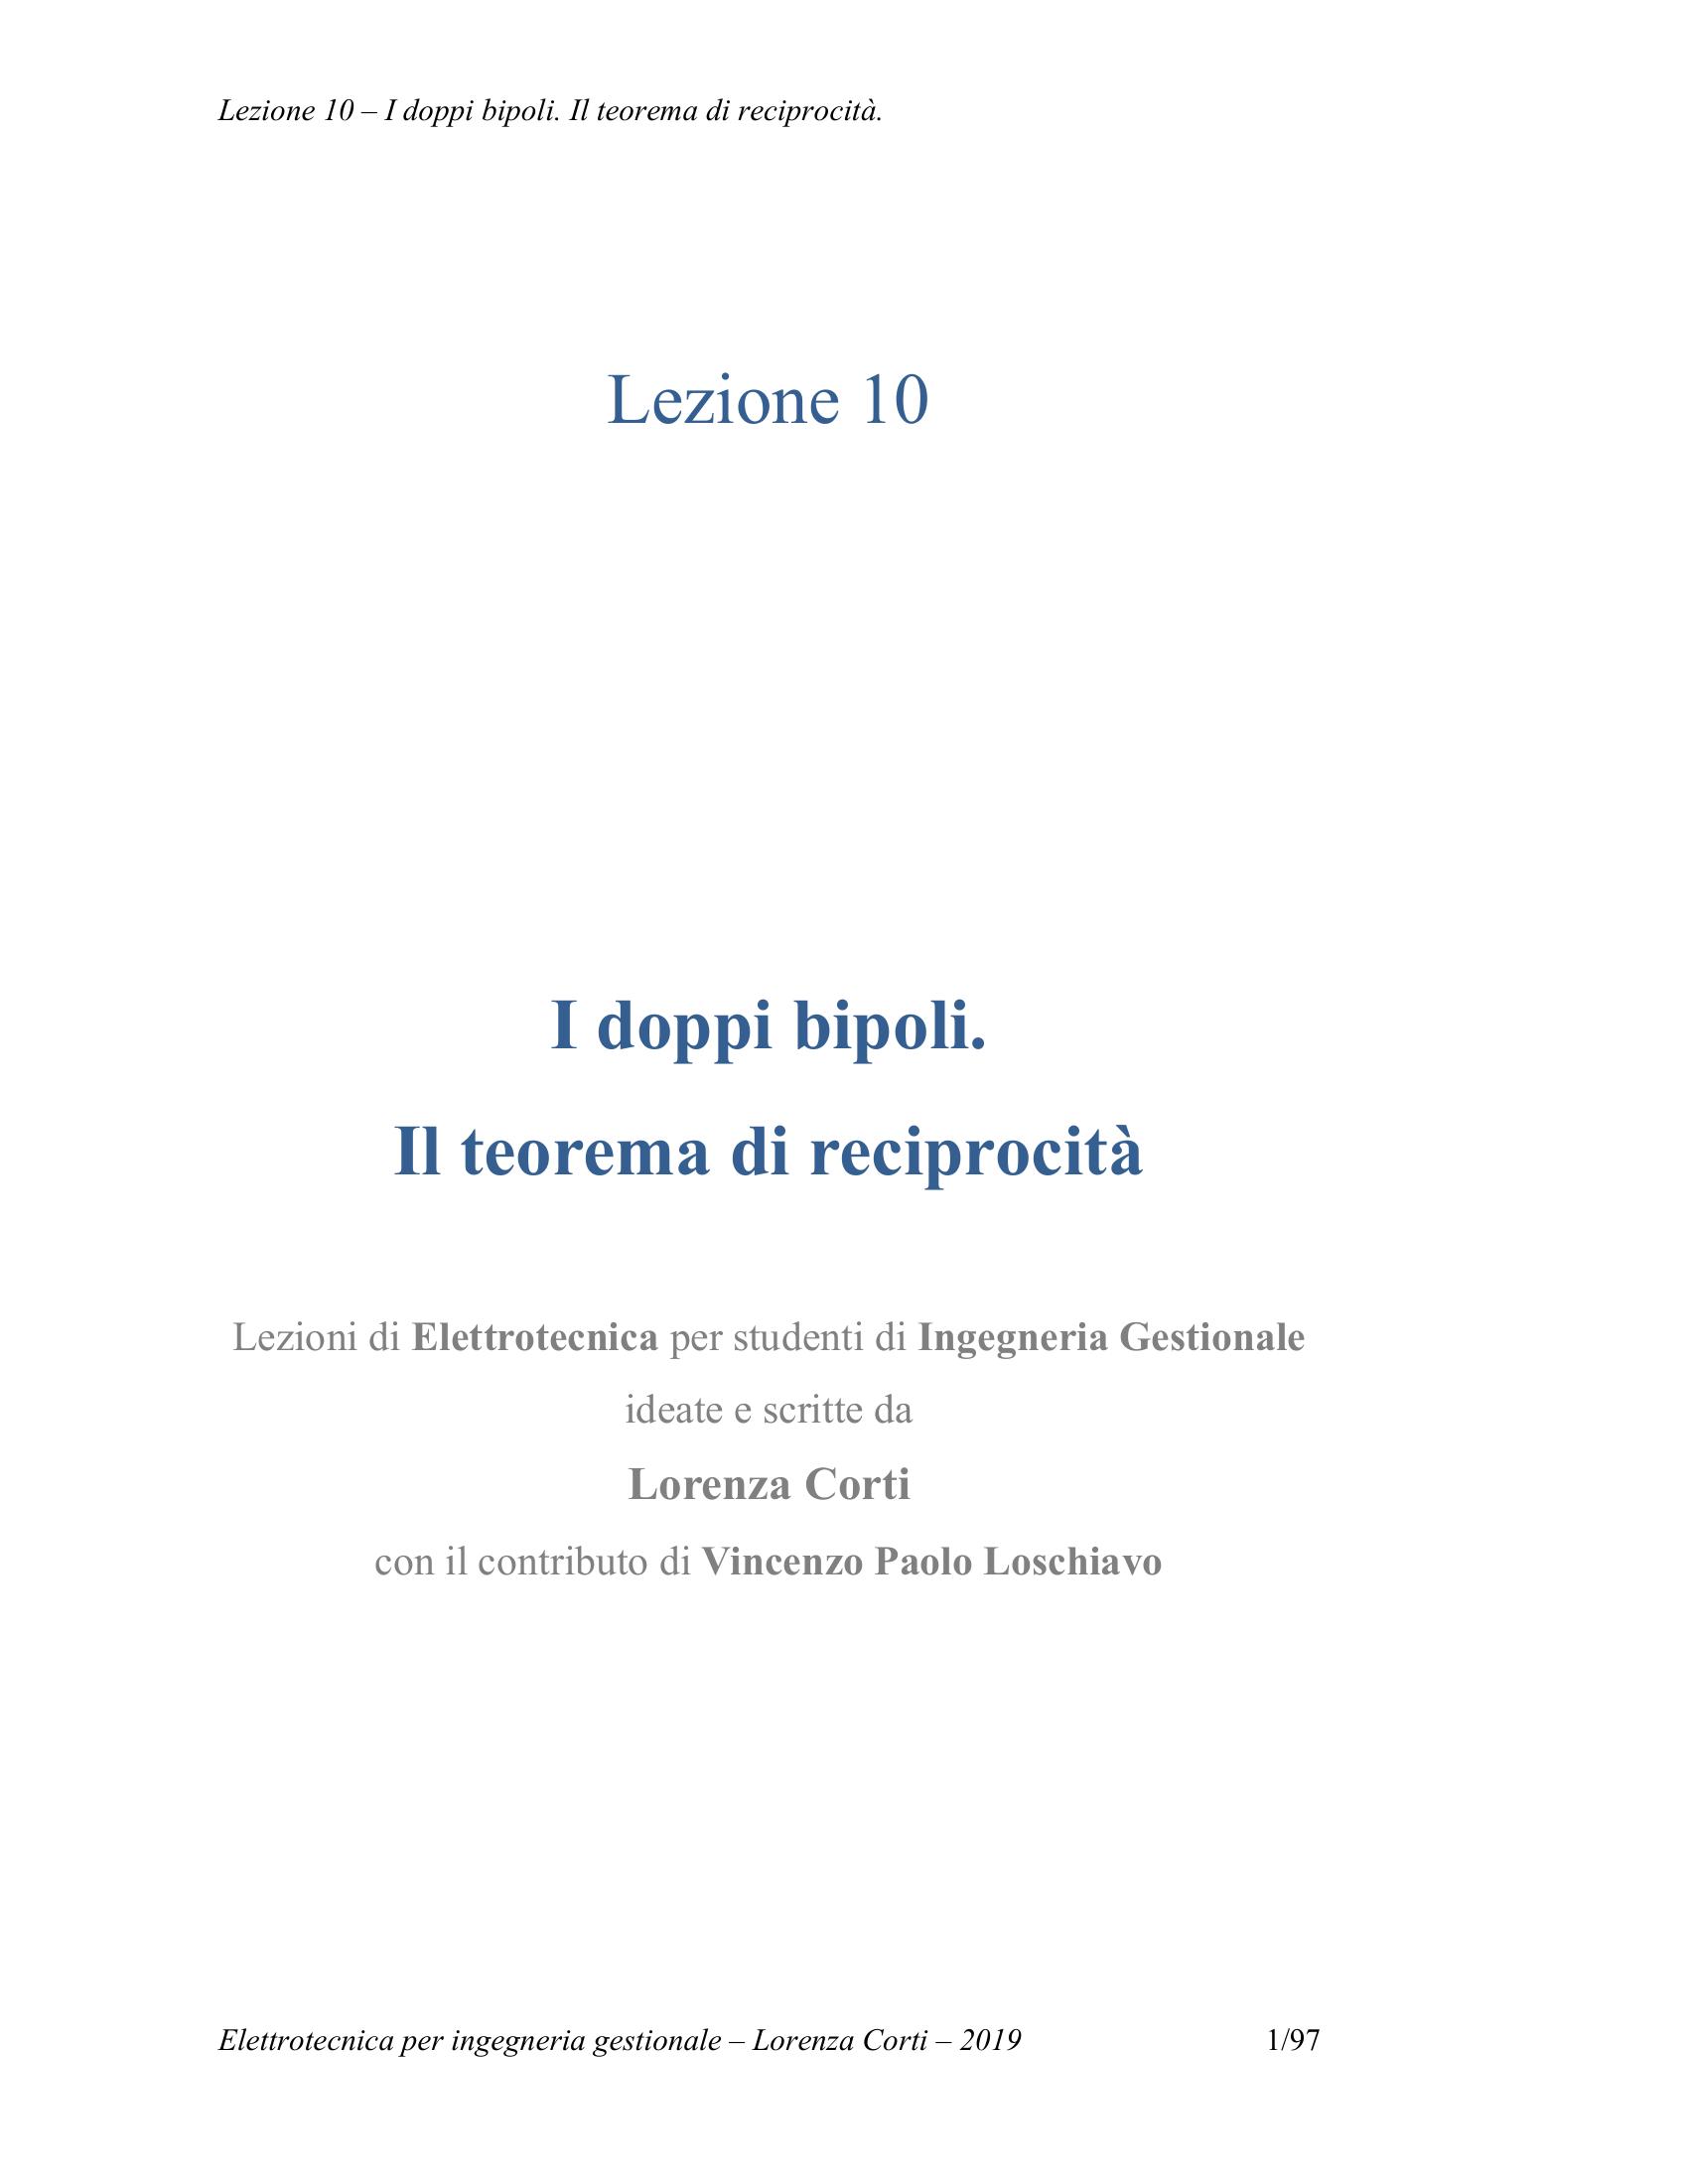 Lezione 10 – I doppi bipoli. Il teorema di reciprocità.
Lezione 10
I doppi bipoli.
Il teorema di reciprocità
Lezioni di Elettrotecnica per studenti di Ingegneria Gestionale
ideate e scritte da
Lorenza Corti
con il contributo di Vincenzo Paolo Loschiavo
Elettrotecnica per ingegneria gestionale – Lorenza Corti – 2019 1/97